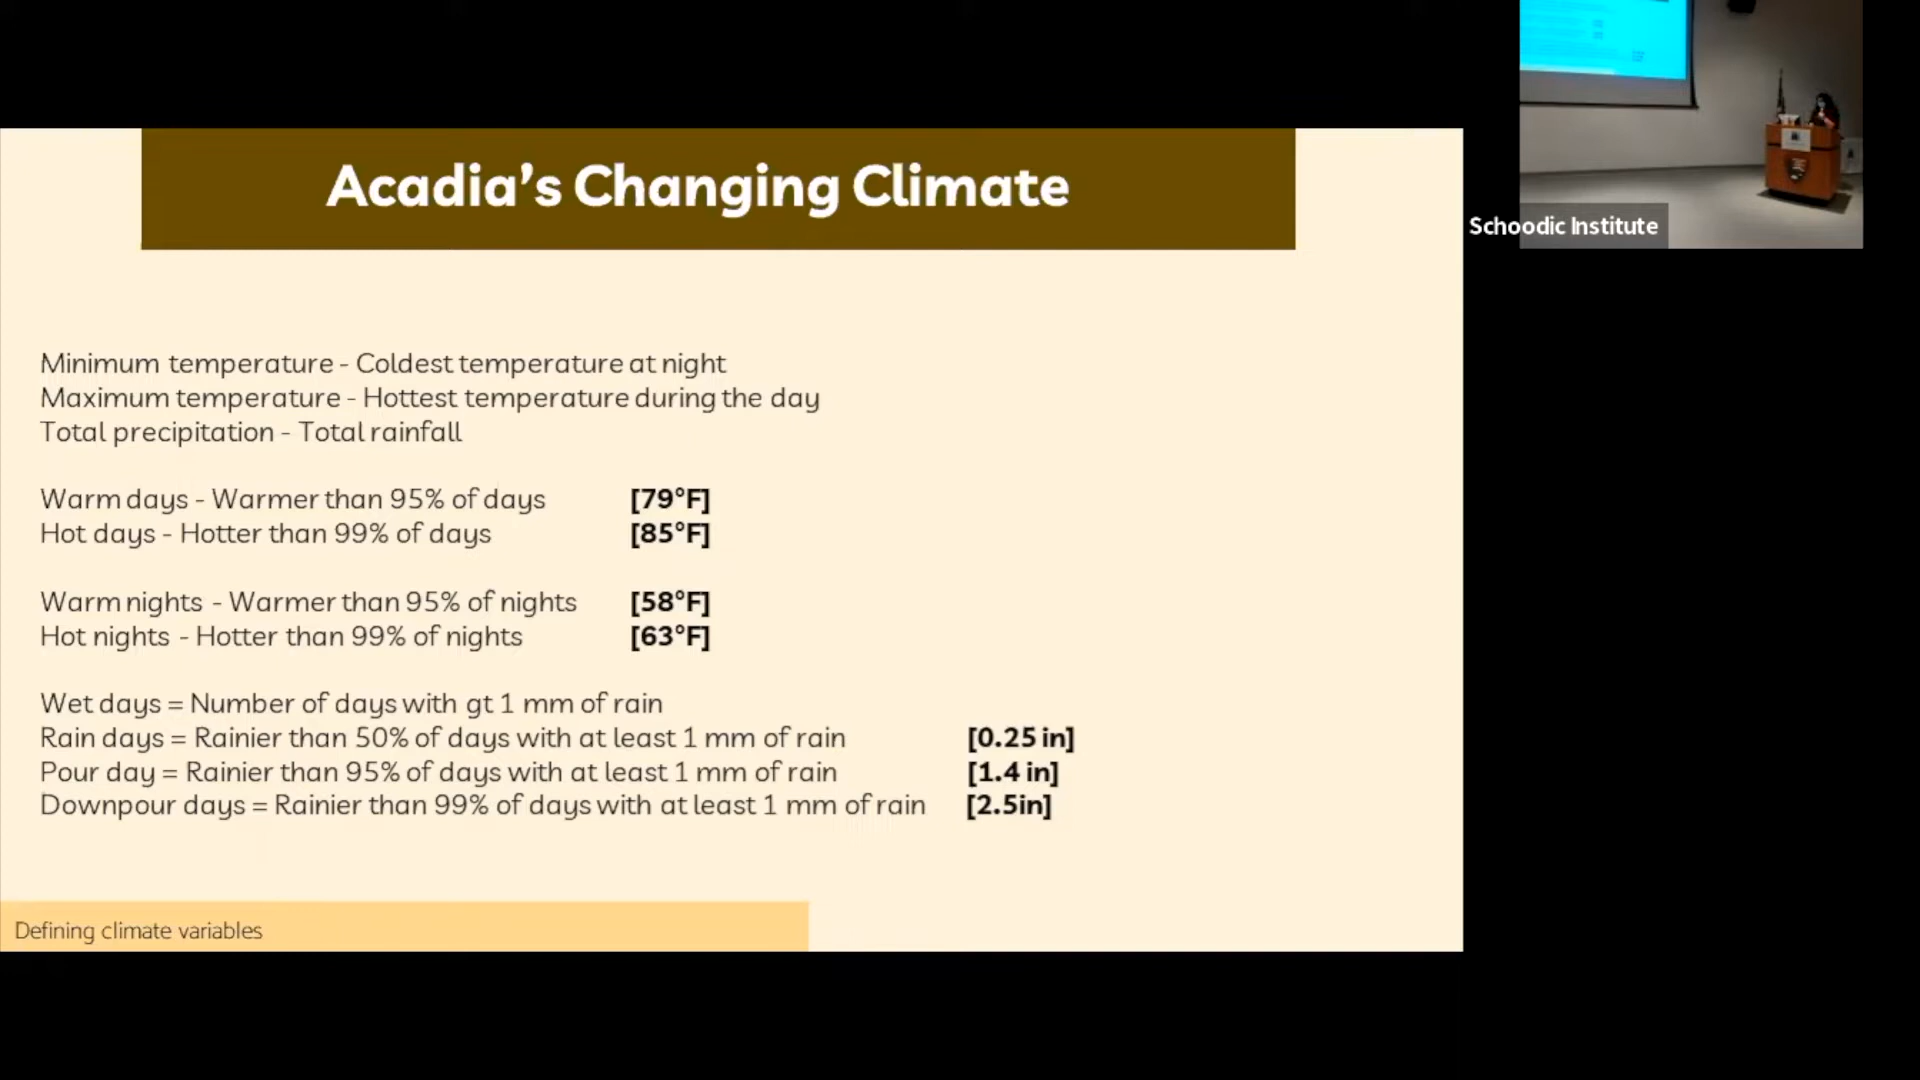 Acadia's Changing Climate
Schoodic Institute
Minimum temperature - Coldest temperature at night
Maximum temperature - Hottest temperature during the day
Total precipitation - Total rainfall
Warm days - Warmer than 95% of days [79°F]
Hot days - Hotter than 99% of days [85°F]
Warm nights - Warmer than 95% of nights [58°F]
Hot nights - Hotter than 99% of nights [63°F]
Wet days = Number of days with gt 1 mm of rain
Rain days = Rainier than 50% of days with at least 1 mm of rain [0.25 in]
Pour day = Rainier than 95% of days with at least 1 mm of rain [1.4 in]
Downpour days = Rainier than 99% of days with at least 1 mm of rain [2.5in]
Defining climate variables